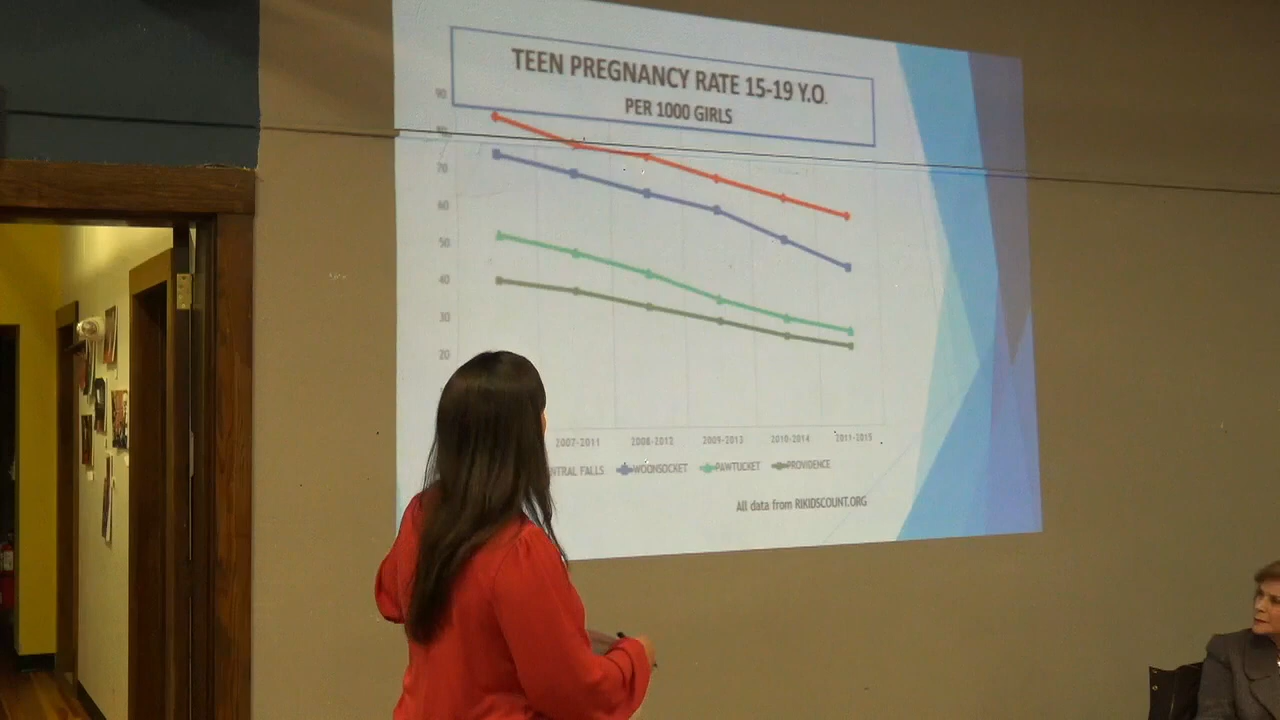 TEEN PREGNANCY RATE 15-19 Y.O.
PER 1000 GIRLS
90
80
70
60
50
40
30
20
2007-2011 2008-2012 2009-2013 2010-2014 2011-2015
NTRAL FALLS WOONSOCKET PAWTUCKET PROVIDENCE
All data from RIKIDSCOUNT.ORG